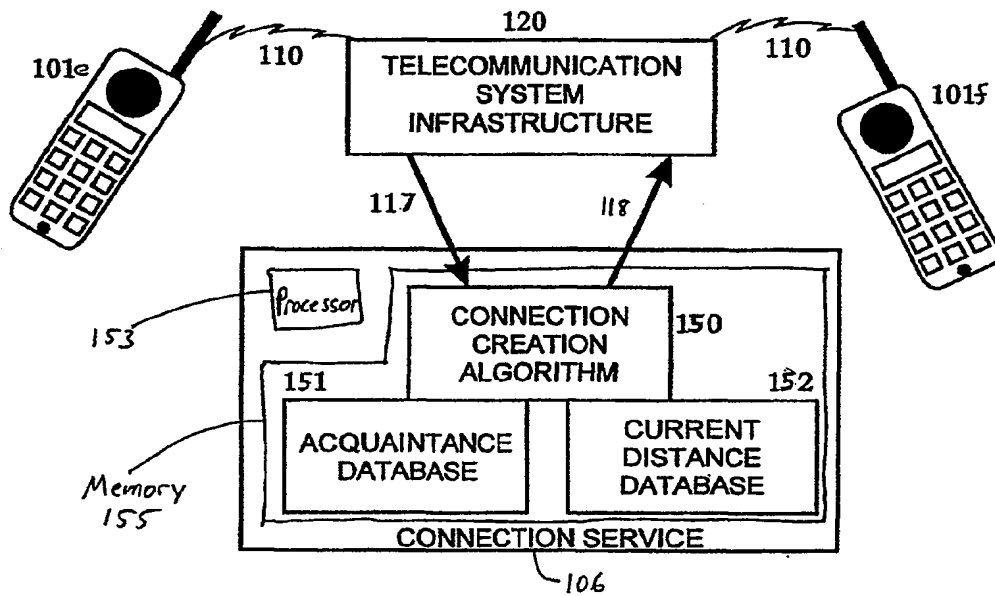 120
101e
110
110
101f
TELECOMMUNICATION
SYSTEM
INFRASTRUCTURE
117
118
Processor
153
CONNECTION
CREATION
ALGORITHM
150
151
152
ACQUAINTANCE
DATABASE
CURRENT
DISTANCE
DATABASE
Memory
155
CONNECTION SERVICE
106